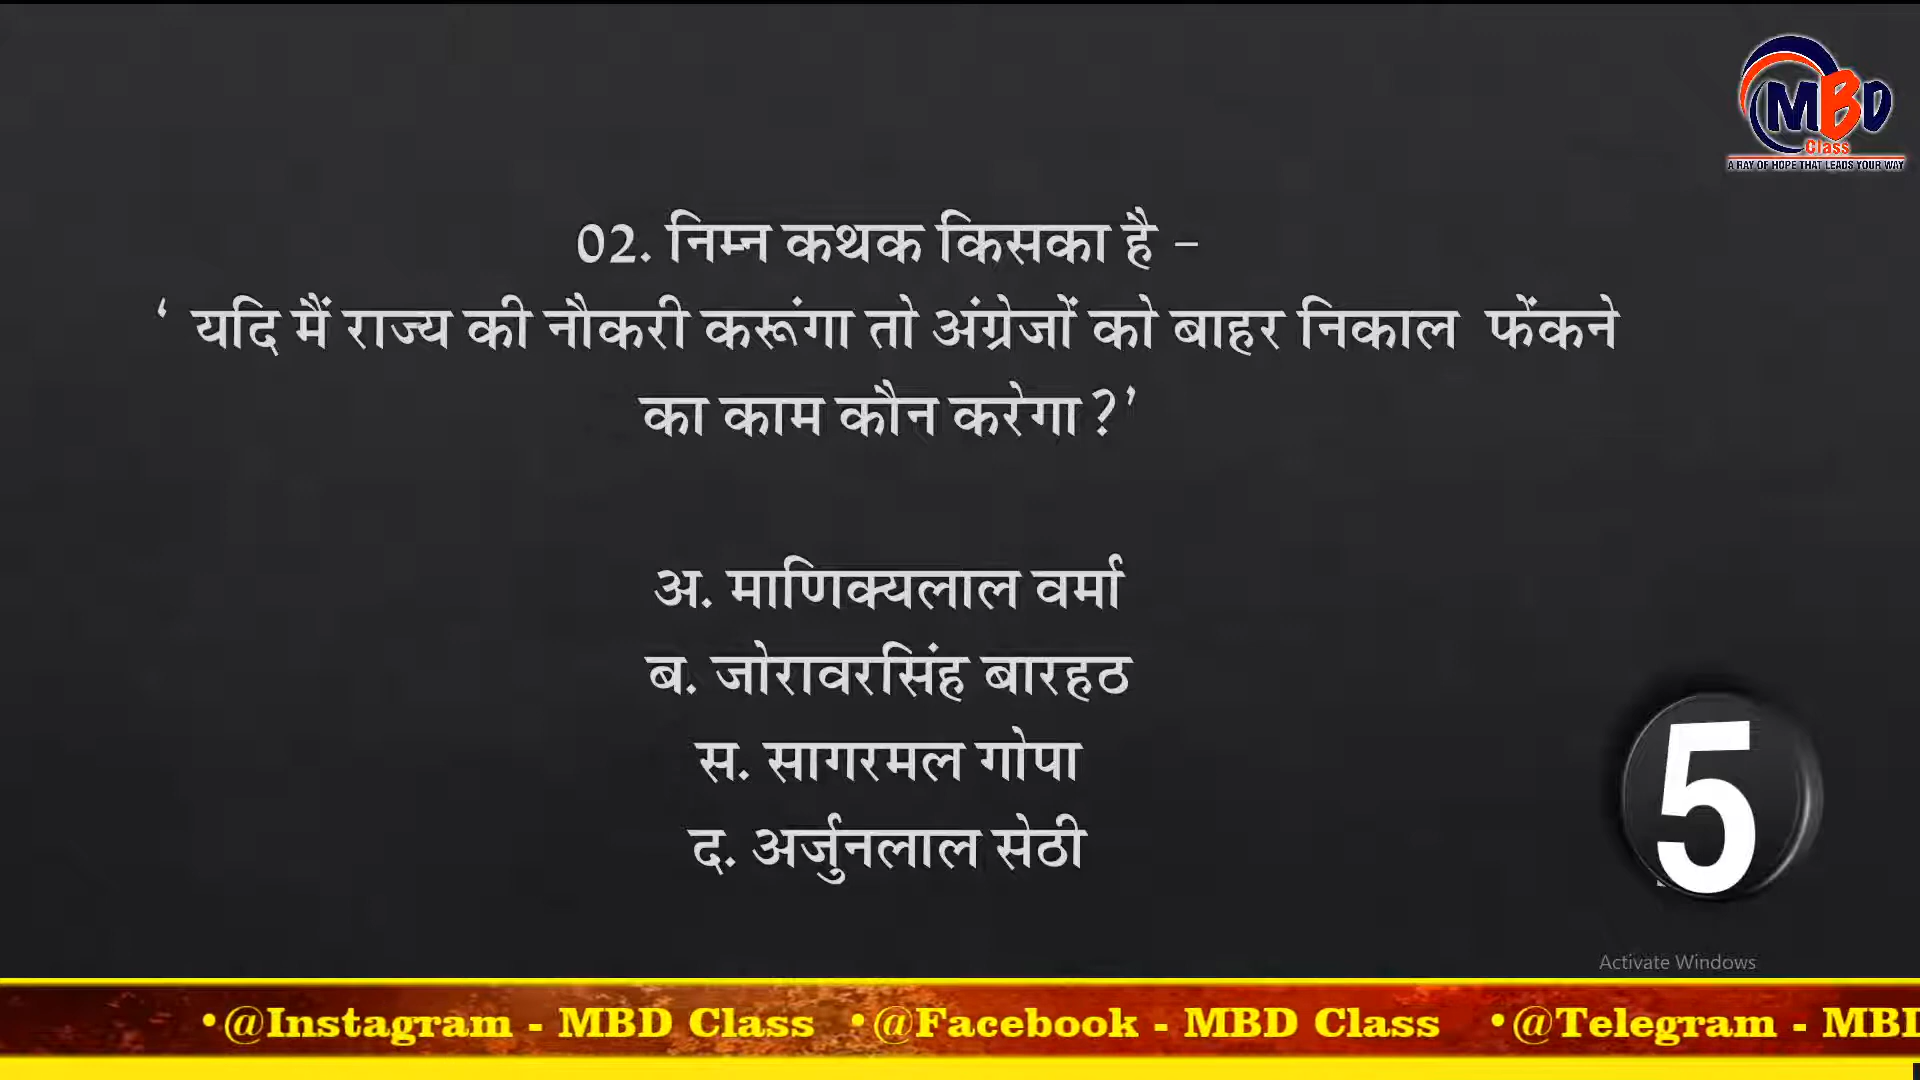 MBD
Class
A RAY OF HOPE THAT LEADS YOUR WAY
02. निम्न कथक किसका है -
‘ यदि मैं राज्य की नौकरी करूंगा तो अंग्रेजों को बाहर निकाल फेंकने
का काम कौन करेगा?’
अ. माणिक्यलाल वर्मा
ब. जोरावरसिंह बारहठ
स. सागरमल गोपा
द. अर्जुनलाल सेठी
5
Activate Windows
•@Instagram - MBD Class •@Facebook - MBD Class •@Telegram - MBD